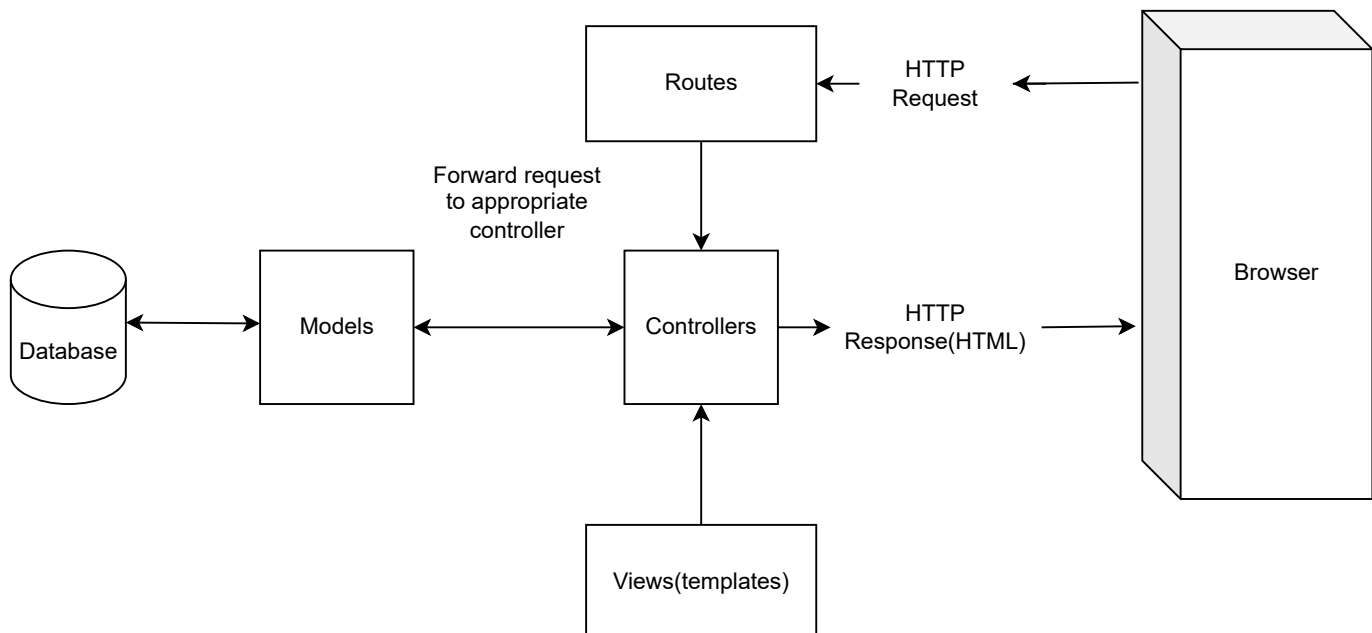 Routes
HTTP
Request
Forward request
to appropriate
controller
Browser
Database
Models
Controllers
HTTP
Response(HTML)
Views(templates)